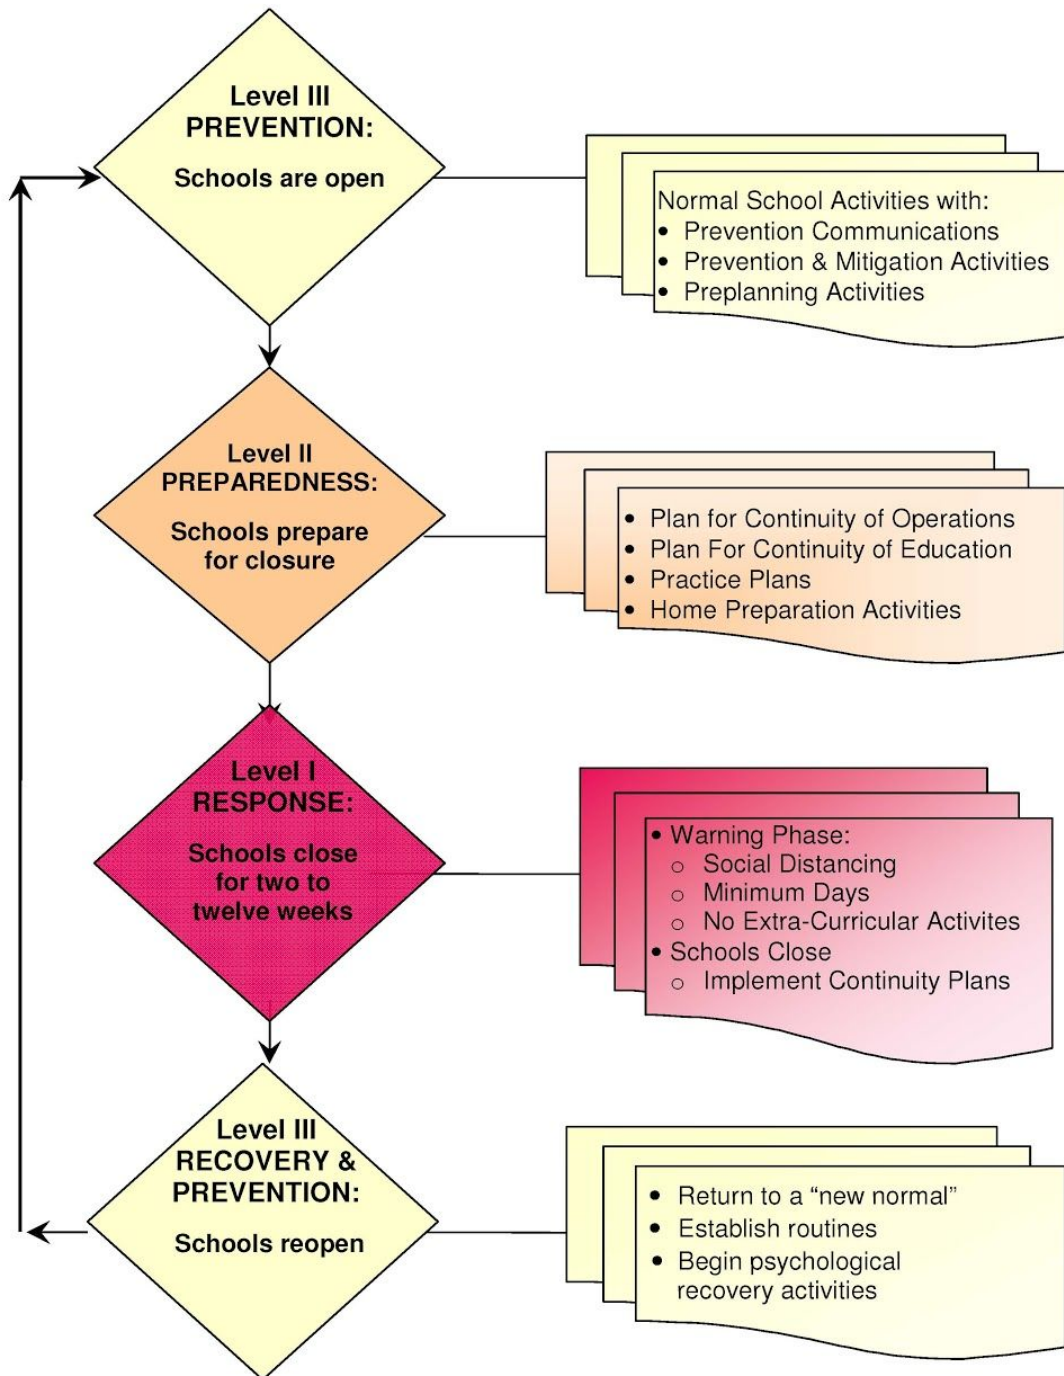 Level III
PREVENTION:
Schools are open
Normal School Activities with:
• Prevention Communications
• Prevention & Mitigation Activities
• Preplanning Activities
Level II
PREPAREDNESS:
Schools prepare
for closure
• Plan for Continuity of Operations
• Plan For Continuity of Education
• Practice Plans
• Home Preparation Activities
Level I
RESPONSE:
Schools close
for two to
twelve weeks
• Warning Phase:
o Social Distancing
o Minimum Days
o No Extra-Curricular Activites
• Schools Close
o Implement Continuity Plans
Level III
RECOVERY &
PREVENTION:
Schools reopen
• Return to a “new normal”
• Establish routines
• Begin psychological
recovery activities